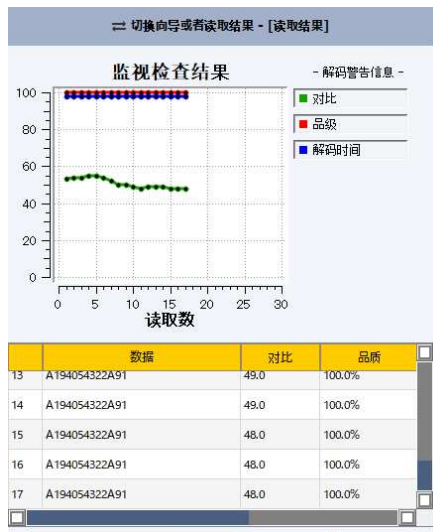 ⇄ 切换向导或者读取结果 - [读取结果]
监视检查结果
- 解码警告信息 -
对比
品级
解码时间
100
80
60
40
20
0
0 5 10 15 20 25 30
读取数
数据 对比 品质
13 A194054322A91 49.0 100.0%
14 A194054322A91 49.0 100.0%
15 A194054322A91 48.0 100.0%
16 A194054322A91 48.0 100.0%
17 A194054322A91 48.0 100.0%